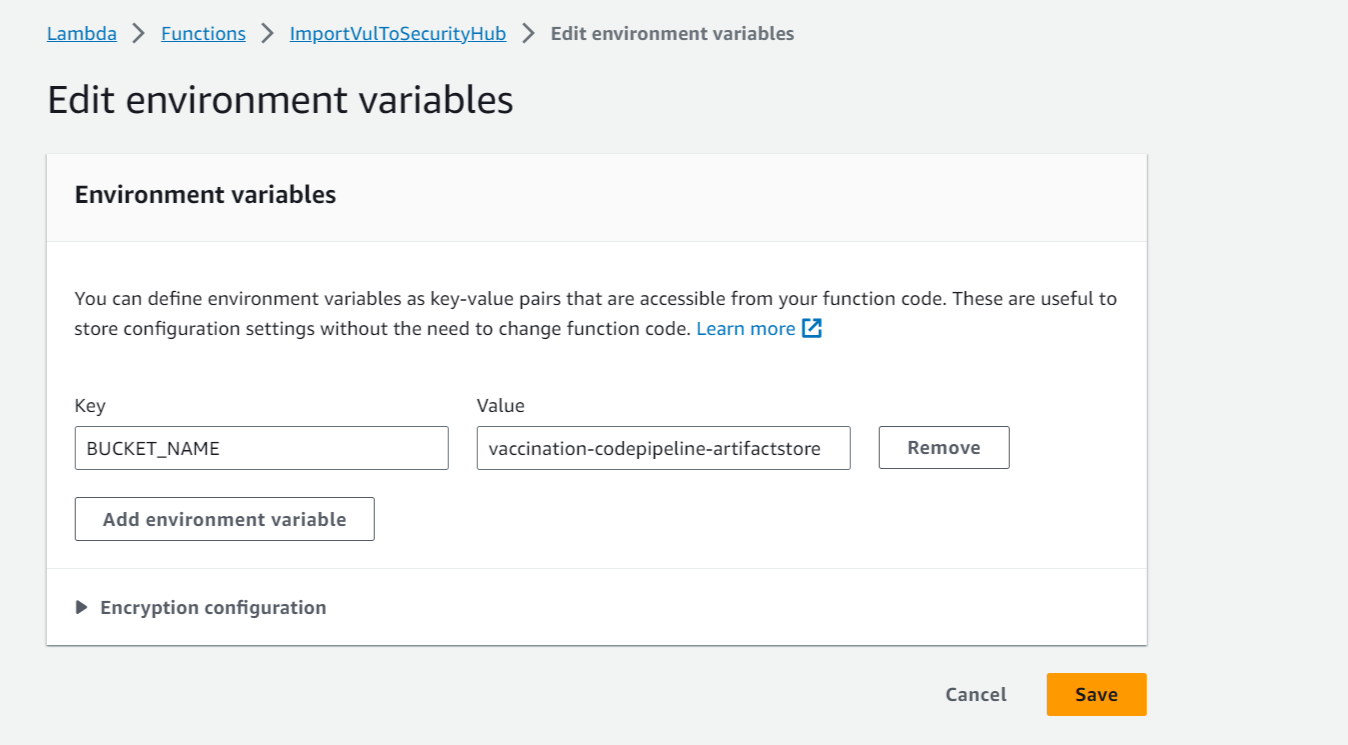 Lambda > Functions > ImportVulToSecurityHub > Edit environment variables
Edit environment variables
Environment variables
You can define environment variables as key-value pairs that are accessible from your function code. These are useful to
store configuration settings without the need to change function code. Learn more
Key Value
BUCKET_NAME vaccination-codepipeline-artifactstore Remove
Add environment variable
Encryption configuration
Cancel Save